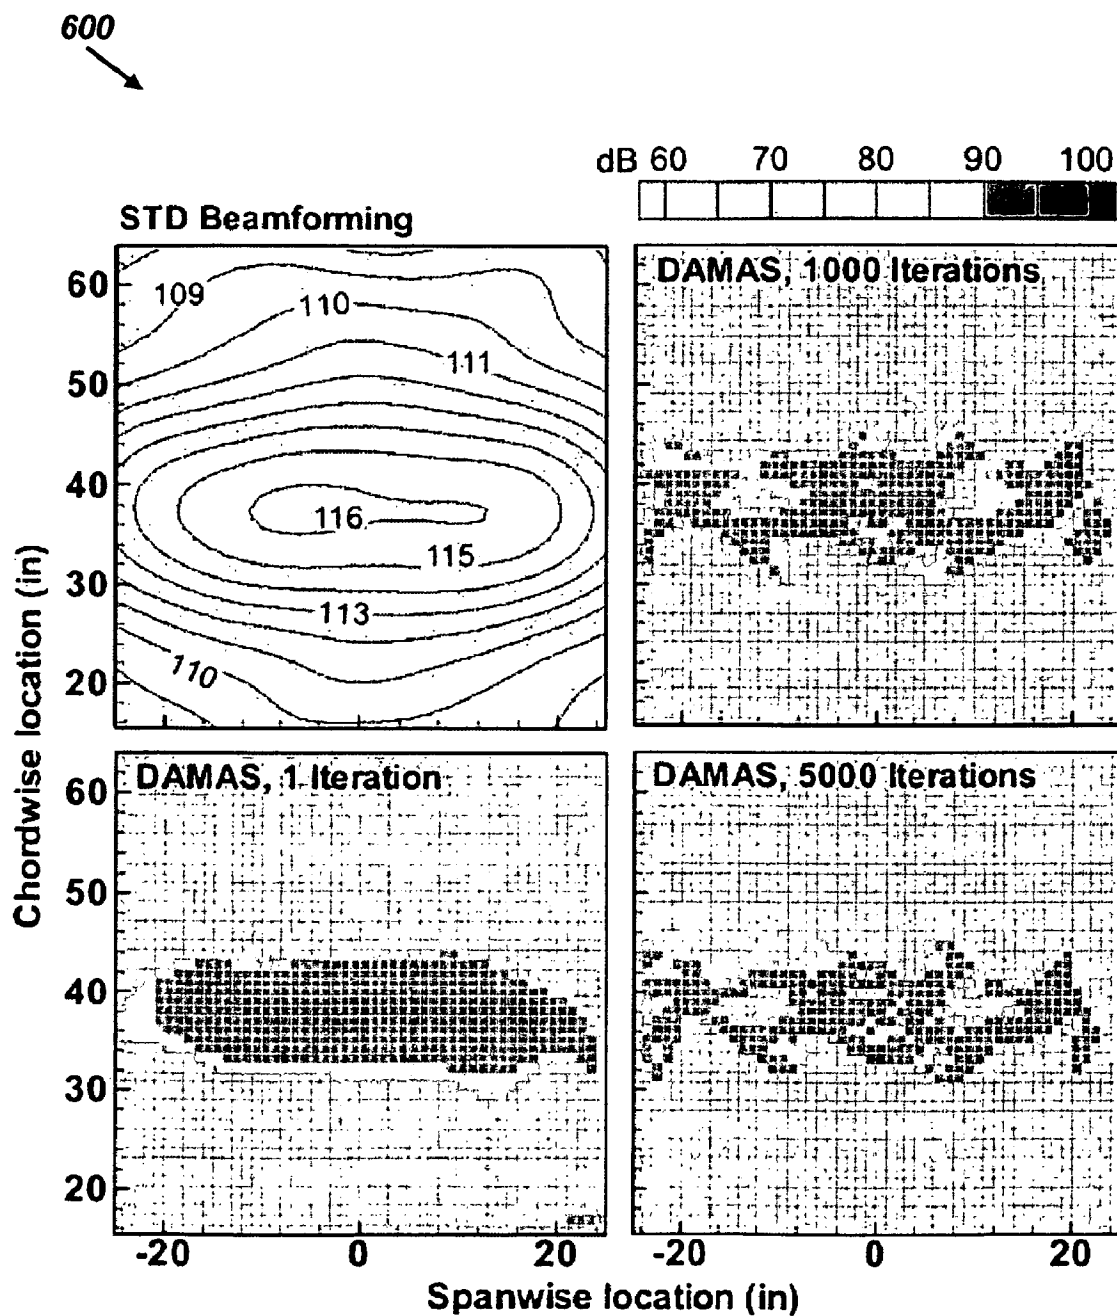 600
dB 60 70 80 90 100
STD Beamforming
60
50
40
30
20
109
110
111
116
115
113
110
DAMAS, 1000 Iterations
DAMAS, 1 Iteration
60
50
40
30
20
-20 0 20
DAMAS, 5000 Iterations
-20 0 20
Chordwise location (in)
Spanwise location (in)